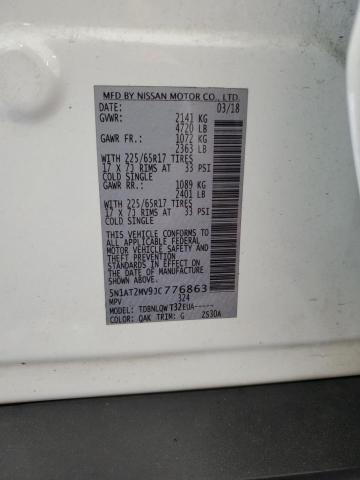 MFD BY NISSAN MOTOR CO., LTD.
DATE: 03/18
GVWR: 2141 KG
4720 LB
GAWR FR.: 1072 KG
2363 LB
WITH 225/65R17 TIRES
17 X 7J RIMS AT 33 PSI
COLD SINGLE
GAWR RR.: 1089 KG
2401 LB
WITH 225/65R17 TIRES
17 X 7J RIMS AT 33 PSI
COLD SINGLE
THIS VEHICLE CONFORMS TO ALL
APPLICABLE U.S. FEDERAL MOTOR
VEHICLE SAFETY, BUMPER, AND
THEFT PREVENTION
STANDARDS IN EFFECT ON THE
DATE OF MANUFACTURE
SHOWN ABOVE.
5N1AT2MV9JC776863
MPV 324
MODEL: TDBNLQWT32EUA-----
COLOR: QAK TRIM: G 2S30A